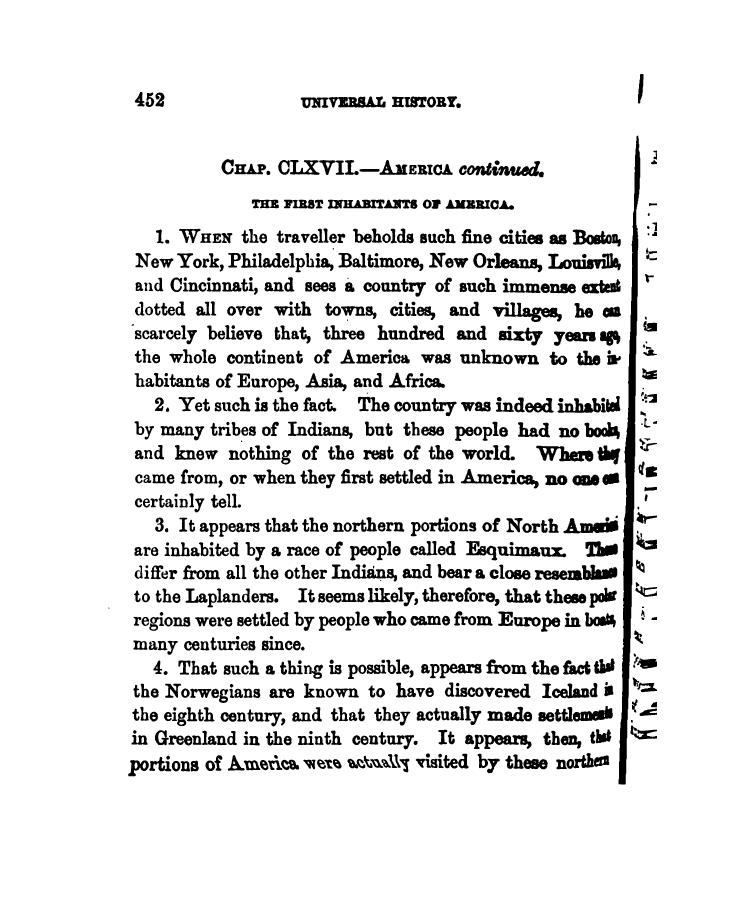 452 UNIVERSAL HISTORY.
CHAP. CLXVII.—AMERICA continued.
THE FIRST INHABITANTS OF AMERICA.
1. WHEN the traveller beholds such fine cities as Boston,
New York, Philadelphia, Baltimore, New Orleans, Louisville,
and Cincinnati, and sees a country of such immense extent
dotted all over with towns, cities, and villages, he can
scarcely believe that, three hundred and sixty years ago,
the whole continent of America was unknown to the in-
habitants of Europe, Asia, and Africa.
2. Yet such is the fact. The country was indeed inhabited
by many tribes of Indians, but these people had no books,
and knew nothing of the rest of the world. Where they
came from, or when they first settled in America, no one can
certainly tell.
3. It appears that the northern portions of North America
are inhabited by a race of people called Esquimaux. These
differ from all the other Indians, and bear a close resemblance
to the Laplanders. It seems likely, therefore, that these polar
regions were settled by people who came from Europe in boats,
many centuries since.
4. That such a thing is possible, appears from the fact that
the Norwegians are known to have discovered Iceland in
the eighth century, and that they actually made settlements
in Greenland in the ninth century. It appears, then, that
portions of America were actually visited by these northern